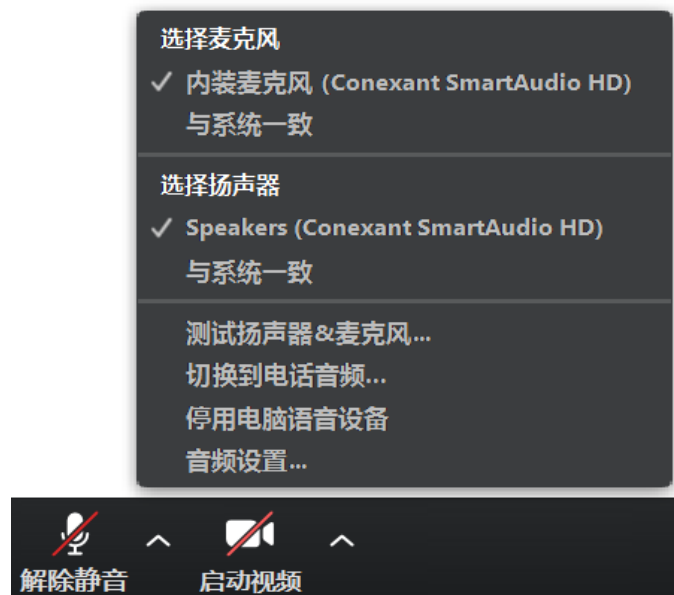 选择麦克风
内装麦克风 (Conexant SmartAudio HD)
与系统一致
选择扬声器
Speakers (Conexant SmartAudio HD)
与系统一致
测试扬声器&麦克风...
切换到电话音频...
停用电脑语音设备
音频设置...
解除静音
启动视频